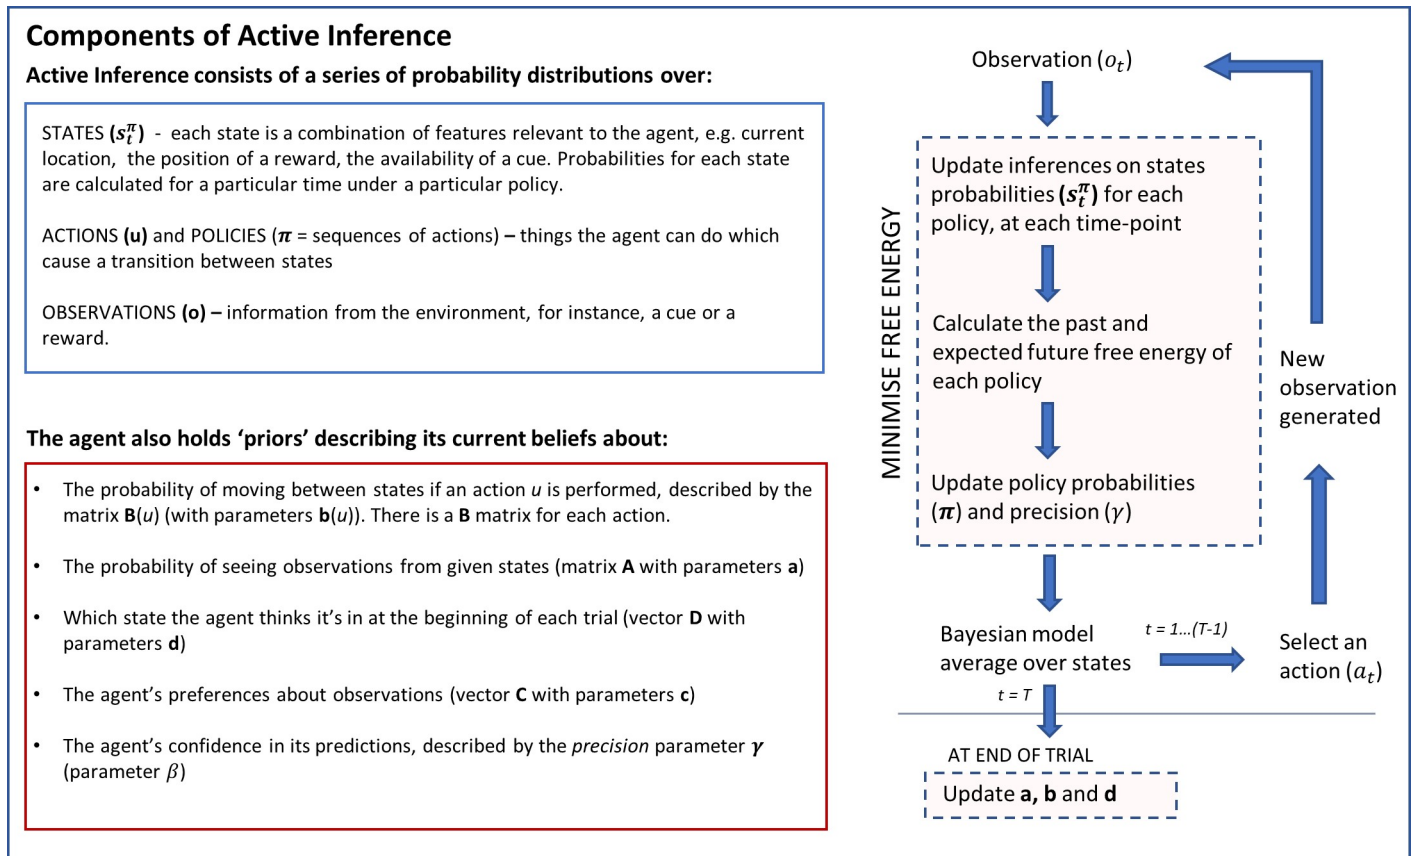 Components of Active Inference
Active Inference consists of a series of probability distributions over:
STATES (s_t^π) - each state is a combination of features relevant to the agent, e.g. current
location, the position of a reward, the availability of a cue. Probabilities for each state
are calculated for a particular time under a particular policy.
ACTIONS (u) and POLICIES (π = sequences of actions) – things the agent can do which
cause a transition between states
OBSERVATIONS (o) – information from the environment, for instance, a cue or a
reward.
The agent also holds ‘priors’ describing its current beliefs about:
• The probability of moving between states if an action u is performed, described by the
matrix B(u) (with parameters b(u)). There is a B matrix for each action.
• The probability of seeing observations from given states (matrix A with parameters a)
• Which state the agent thinks it’s in at the beginning of each trial (vector D with
parameters d)
• The agent’s preferences about observations (vector C with parameters c)
• The agent’s confidence in its predictions, described by the precision parameter γ
(parameter β)
Observation (o_t)
MINIMISE FREE ENERGY
Update inferences on states
probabilities (s_t^π) for each
policy, at each time-point
Calculate the past and
expected future free energy of
each policy
Update policy probabilities
(π) and precision (γ)
Bayesian model
average over states
t = 1...(T-1)
Select an
action (a_t)
New
observation
generated
t = T
AT END OF TRIAL
Update a, b and d